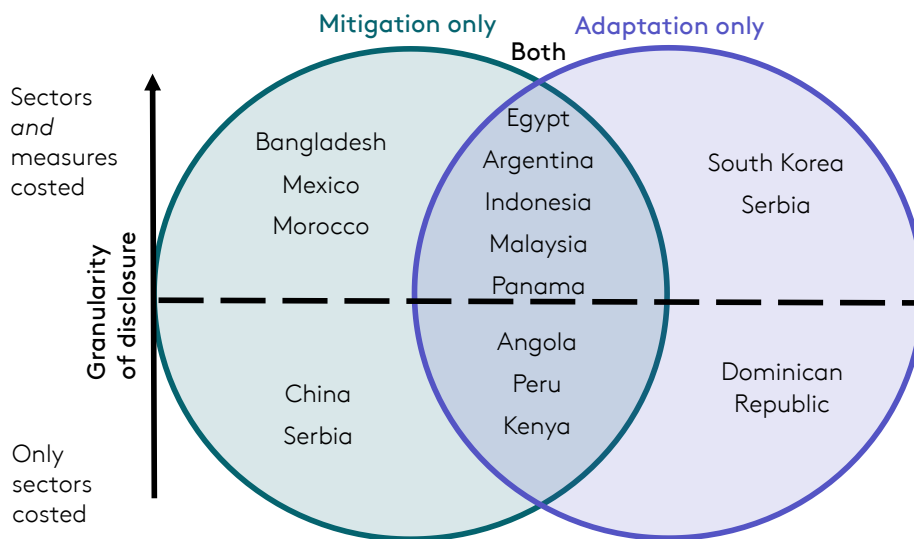 Mitigation only
Adaptation only
Both
Sectors
and
measures
costed
Granularity
of disclosure
Only
sectors
costed
Bangladesh
Mexico
Morocco
China
Serbia
Egypt
Argentina
Indonesia
Malaysia
Panama
Angola
Peru
Kenya
South Korea
Serbia
Dominican
Republic